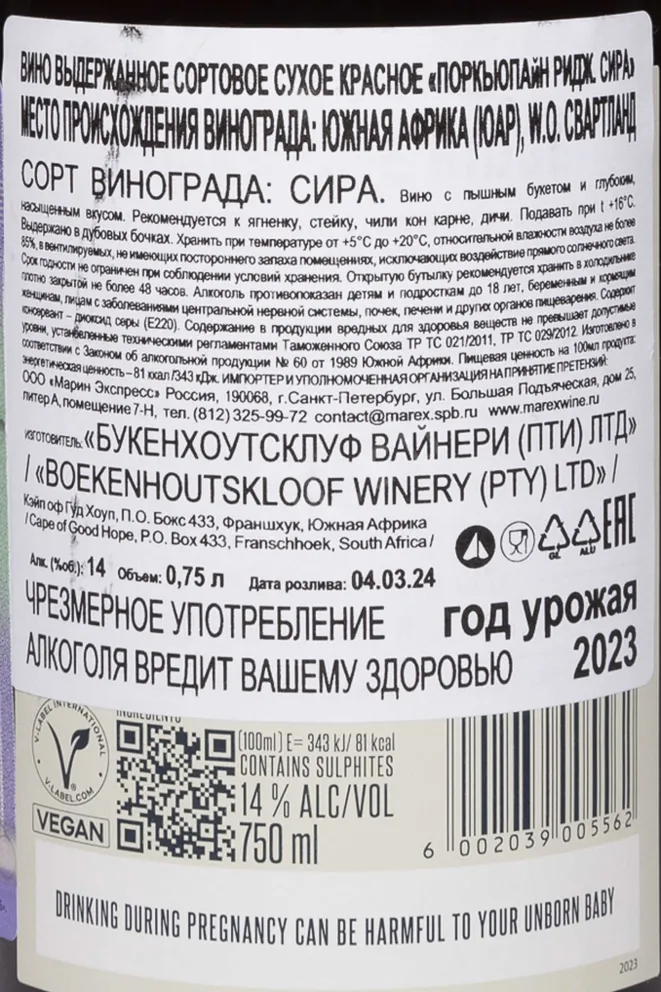 ВИНО ВЫДЕРЖАННОЕ СОРТОВОЕ СУХОЕ КРАСНОЕ «ПОРКЬЮПАЙН РИДЖ. СИРА»
МЕСТО ПРОИСХОЖДЕНИЯ ВИНОГРАДА: ЮЖНАЯ АФРИКА (ЮАР), W.O. СВАРТЛАНД
СОРТ ВИНОГРАДА: СИРА. Вино с пышным букетом и глубоким,
насыщенным вкусом. Рекомендуется к ягненку, стейку, чили кон карне, дичи. Подавать при t +16°C.
Выдержано в дубовых бочках. Хранить при температуре от +5°C до +20°C, относительной влажности воздуха не более
85%, в вентилируемых, не имеющих постороннего запаха помещениях, исключающих воздействие прямого солнечного света.
Срок годности не ограничен при соблюдении условий хранения. Открытую бутылку рекомендуется хранить в холодильнике
плотно закрытой не более 48 часов. Алкоголь противопоказан детям и подросткам до 18 лет, беременным и кормящим
женщинам, лицам с заболеваниями центральной нервной системы, почек, печени и других органов пищеварения. Содержит
консервант – диоксид серы (E220). Содержание в продукции вредных для здоровья веществ не превышает допустимые
уровни, установленные техническими регламентами Таможенного Союза ТР ТС 021/2011, ТР ТС 029/2012. Изготовлено в
соответствии с Законом об алкогольной продукции № 60 от 1989 Южной Африки. Пищевая ценность на 100мл продукта:
энергетическая ценность – 81 ккал/343 кДж. ИМПОРТЕР И УПОЛНОМОЧЕННАЯ ОРГАНИЗАЦИЯ НА ПРИНЯТИЕ ПРЕТЕНЗИЙ:
ООО «Марин Экспресс» Россия, 190068, г.Санкт-Петербург, ул. Большая Подъяческая, дом 25,
литер А, помещение 7-Н, тел. (812) 325-99-72 contact@marex.spb.ru www.marexwine.ru
ИЗГОТОВИТЕЛЬ: «БУКЕНХОУТСКЛУФ ВАЙНЕРИ (ПТИ) ЛТД»
/ «BOEKENHOUTSKLOOF WINERY (PTY) LTD» /
Кэйп оф Гуд Хоуп, П.О. Бокс 433, Франшхук, Южная Африка
/ Cape of Good Hope, P.O. Box 433, Franschhoek, South Africa /
GL ALU EAC
Алк. (%об.): 14 Объем: 0,75 л Дата розлива: 04.03.24
ЧРЕЗМЕРНОЕ УПОТРЕБЛЕНИЕ
АЛКОГОЛЯ ВРЕДИТ ВАШЕМУ ЗДОРОВЬЮ
год урожая
2023
V-LABEL INTERNATIONAL
V-LABEL.COM
VEGAN
(100ml) E= 343 kJ/ 81 kcal
CONTAINS SULPHITES
14 % ALC/VOL
750 ml
6 002039 005562
DRINKING DURING PREGNANCY CAN BE HARMFUL TO YOUR UNBORN BABY
2023